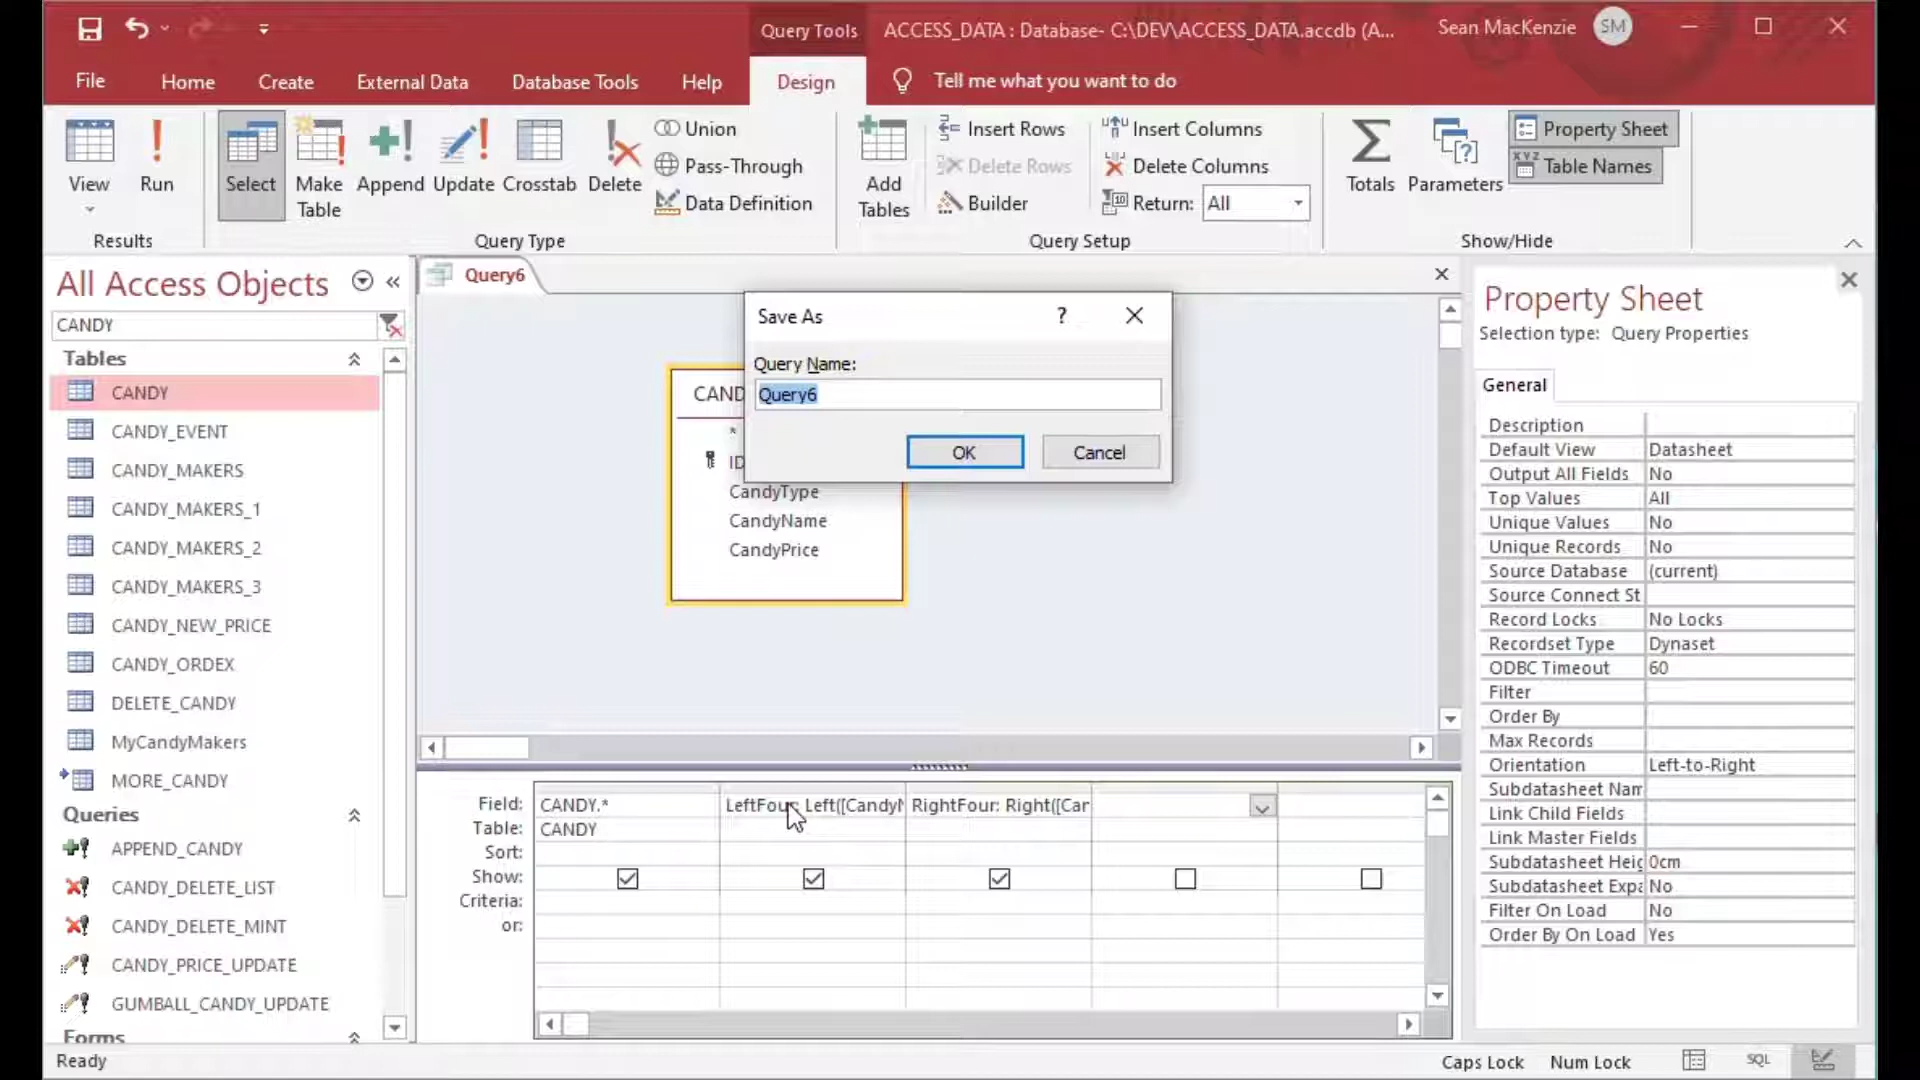 Query Tools
ACCESS_DATA : Database- C:\DEV\ACCESS_DATA.accdb (A...
Sean MacKenzie
SM
File
Home
Create
External Data
Database Tools
Help
Design
Tell me what you want to do
View
Run
Select
Make Table
Append
Update
Crosstab
Delete
Union
Pass-Through
Data Definition
Add Tables
Insert Rows
Delete Rows
Builder
Insert Columns
Delete Columns
Return:
All
Totals
Parameters
Property Sheet
Table Names
Results
Query Type
Query Setup
Show/Hide
All Access Objects
CANDY
Tables
CANDY
CANDY_EVENT
CANDY_MAKERS
CANDY_MAKERS_1
CANDY_MAKERS_2
CANDY_MAKERS_3
CANDY_NEW_PRICE
CANDY_ORDEX
DELETE_CANDY
MyCandyMakers
MORE_CANDY
Queries
APPEND_CANDY
CANDY_DELETE_LIST
CANDY_DELETE_MINT
CANDY_PRICE_UPDATE
GUMBALL_CANDY_UPDATE
Forms
Query6
Save As
?
Query Name:
Query6
OK
Cancel
CAND
*
ID
CandyType
CandyName
CandyPrice
Field:
CANDY.*
LeftFour: Left([CandyN
RightFour: Right([Can
Table:
CANDY
Sort:
Show:
Criteria:
or:
Property Sheet
Selection type: Query Properties
General
Description
Default View Datasheet
Output All Fields No
Top Values All
Unique Values No
Unique Records No
Source Database (current)
Source Connect St
Record Locks No Locks
Recordset Type Dynaset
ODBC Timeout 60
Filter
Order By
Max Records
Orientation Left-to-Right
Subdatasheet Nam
Link Child Fields
Link Master Fields
Subdatasheet Heig 0cm
Subdatasheet Expa No
Filter On Load No
Order By On Load Yes
Ready
Caps Lock
Num Lock
SQL